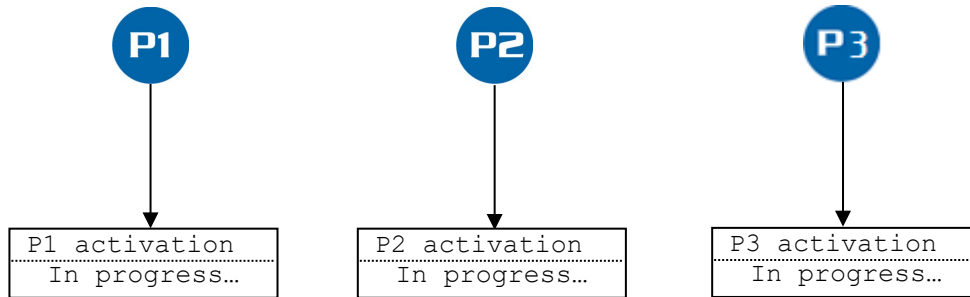 P1
P2
P3
P1 activation
In progress…
P2 activation
In progress…
P3 activation
In progress…